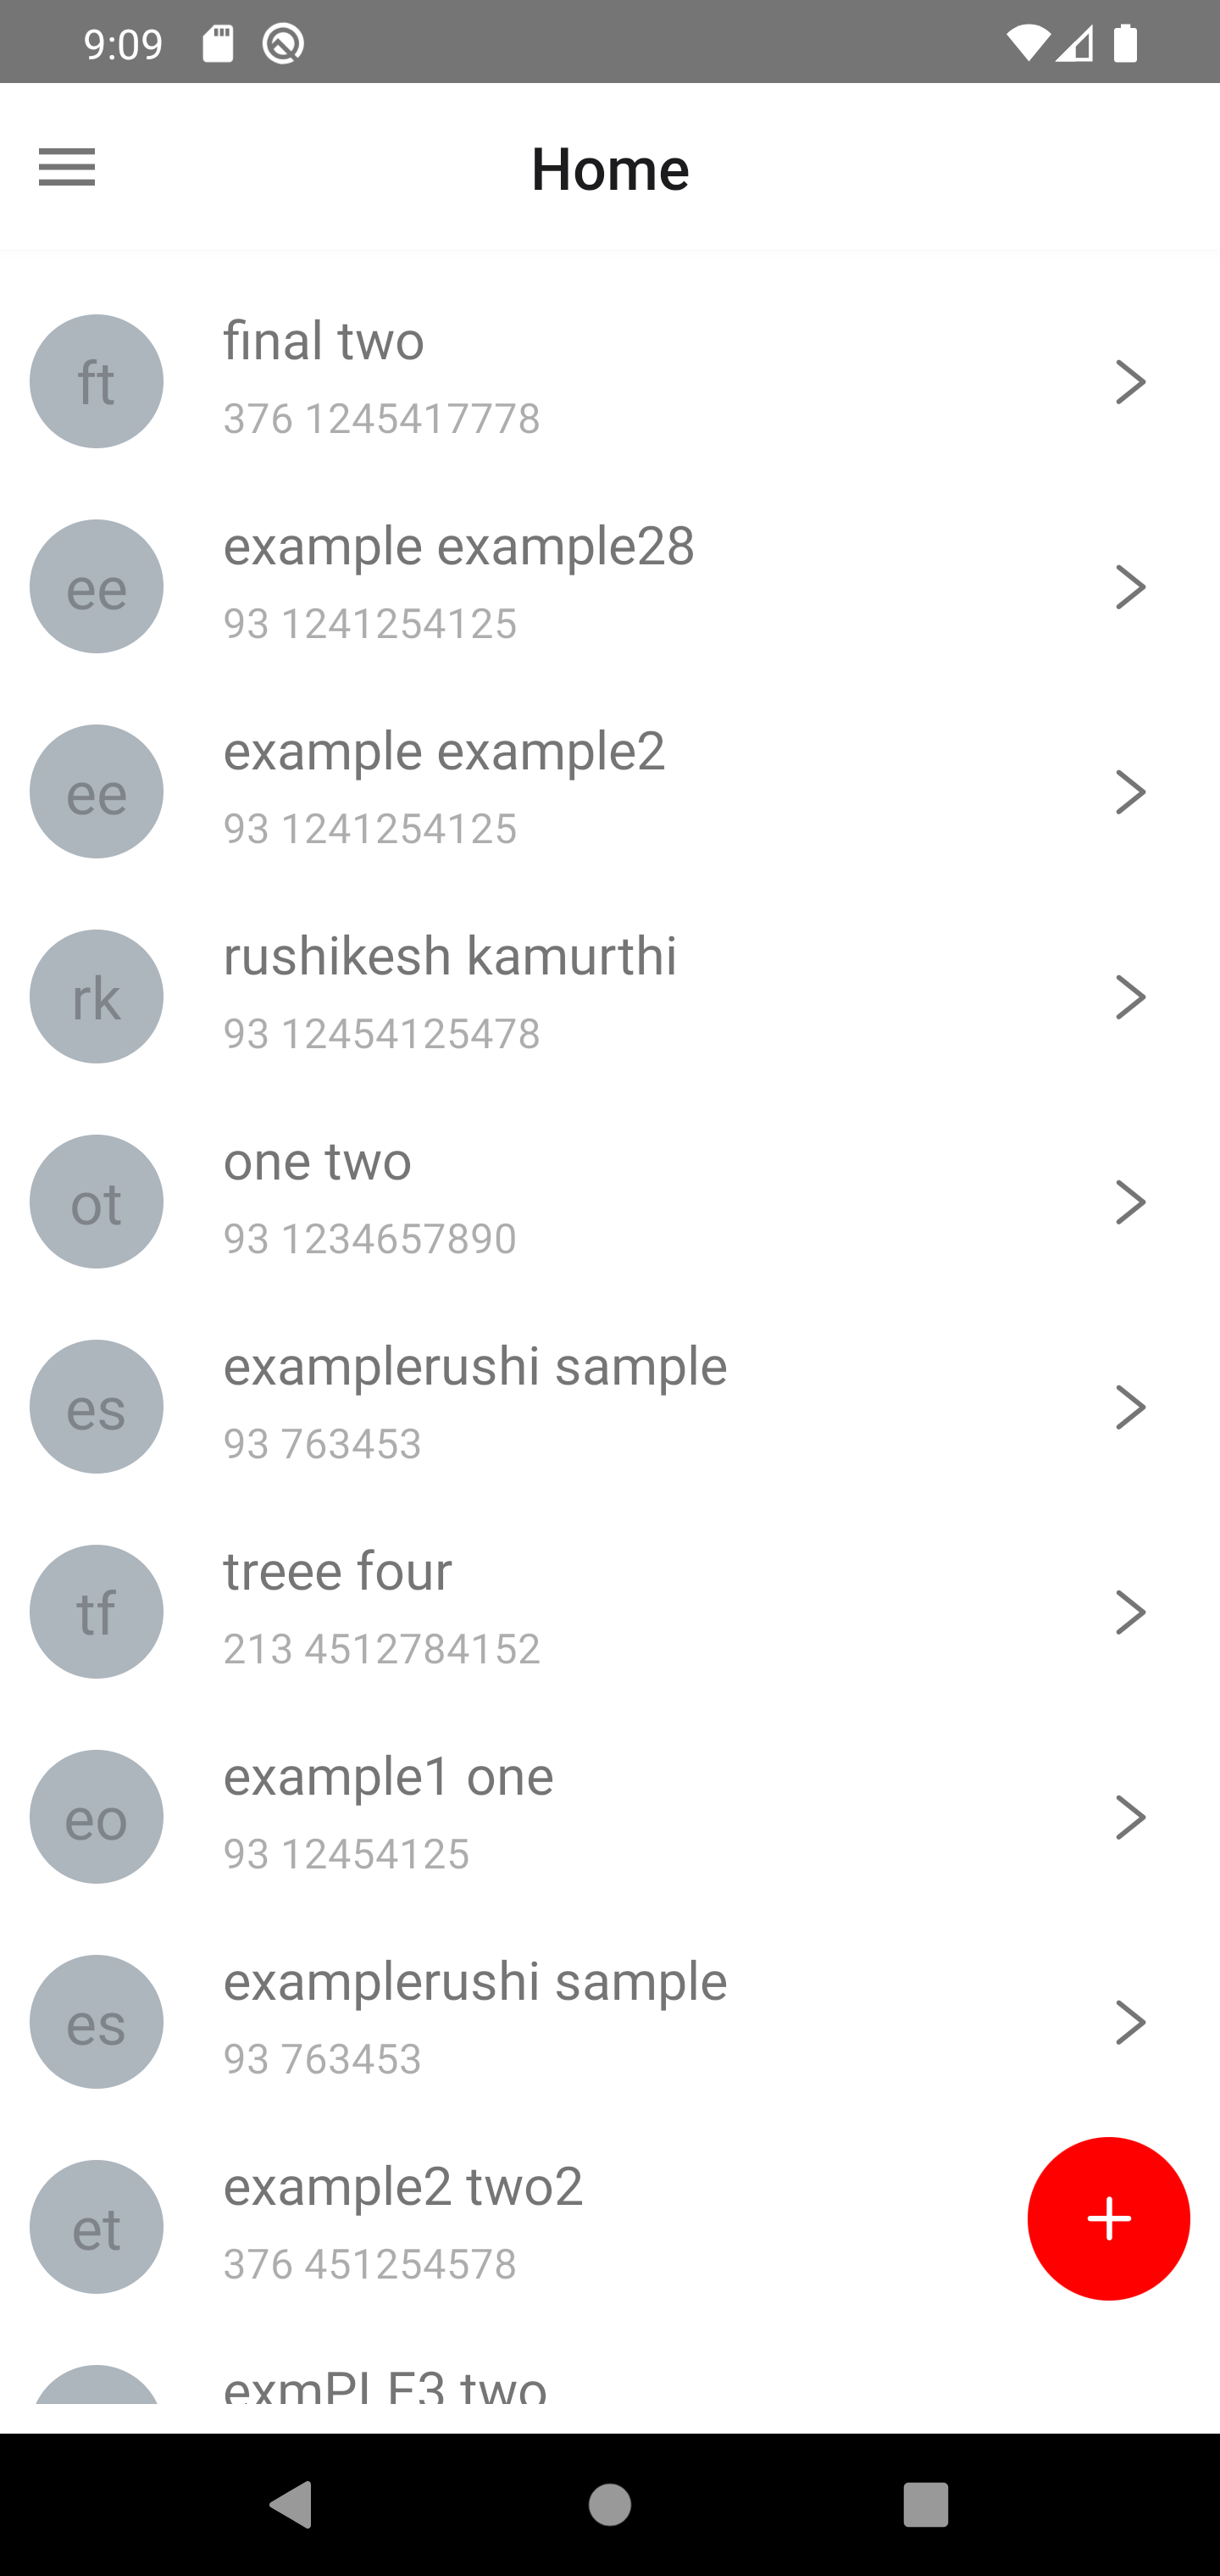 9:09
Home
ft
final two
376 1245417778
ee
example example28
93 1241254125
ee
example example2
93 1241254125
rk
rushikesh kamurthi
93 12454125478
ot
one two
93 1234657890
es
examplerushi sample
93 763453
tf
treee four
213 4512784152
eo
example1 one
93 12454125
es
examplerushi sample
93 763453
et
example2 two2
376 451254578
exmPLE3 two